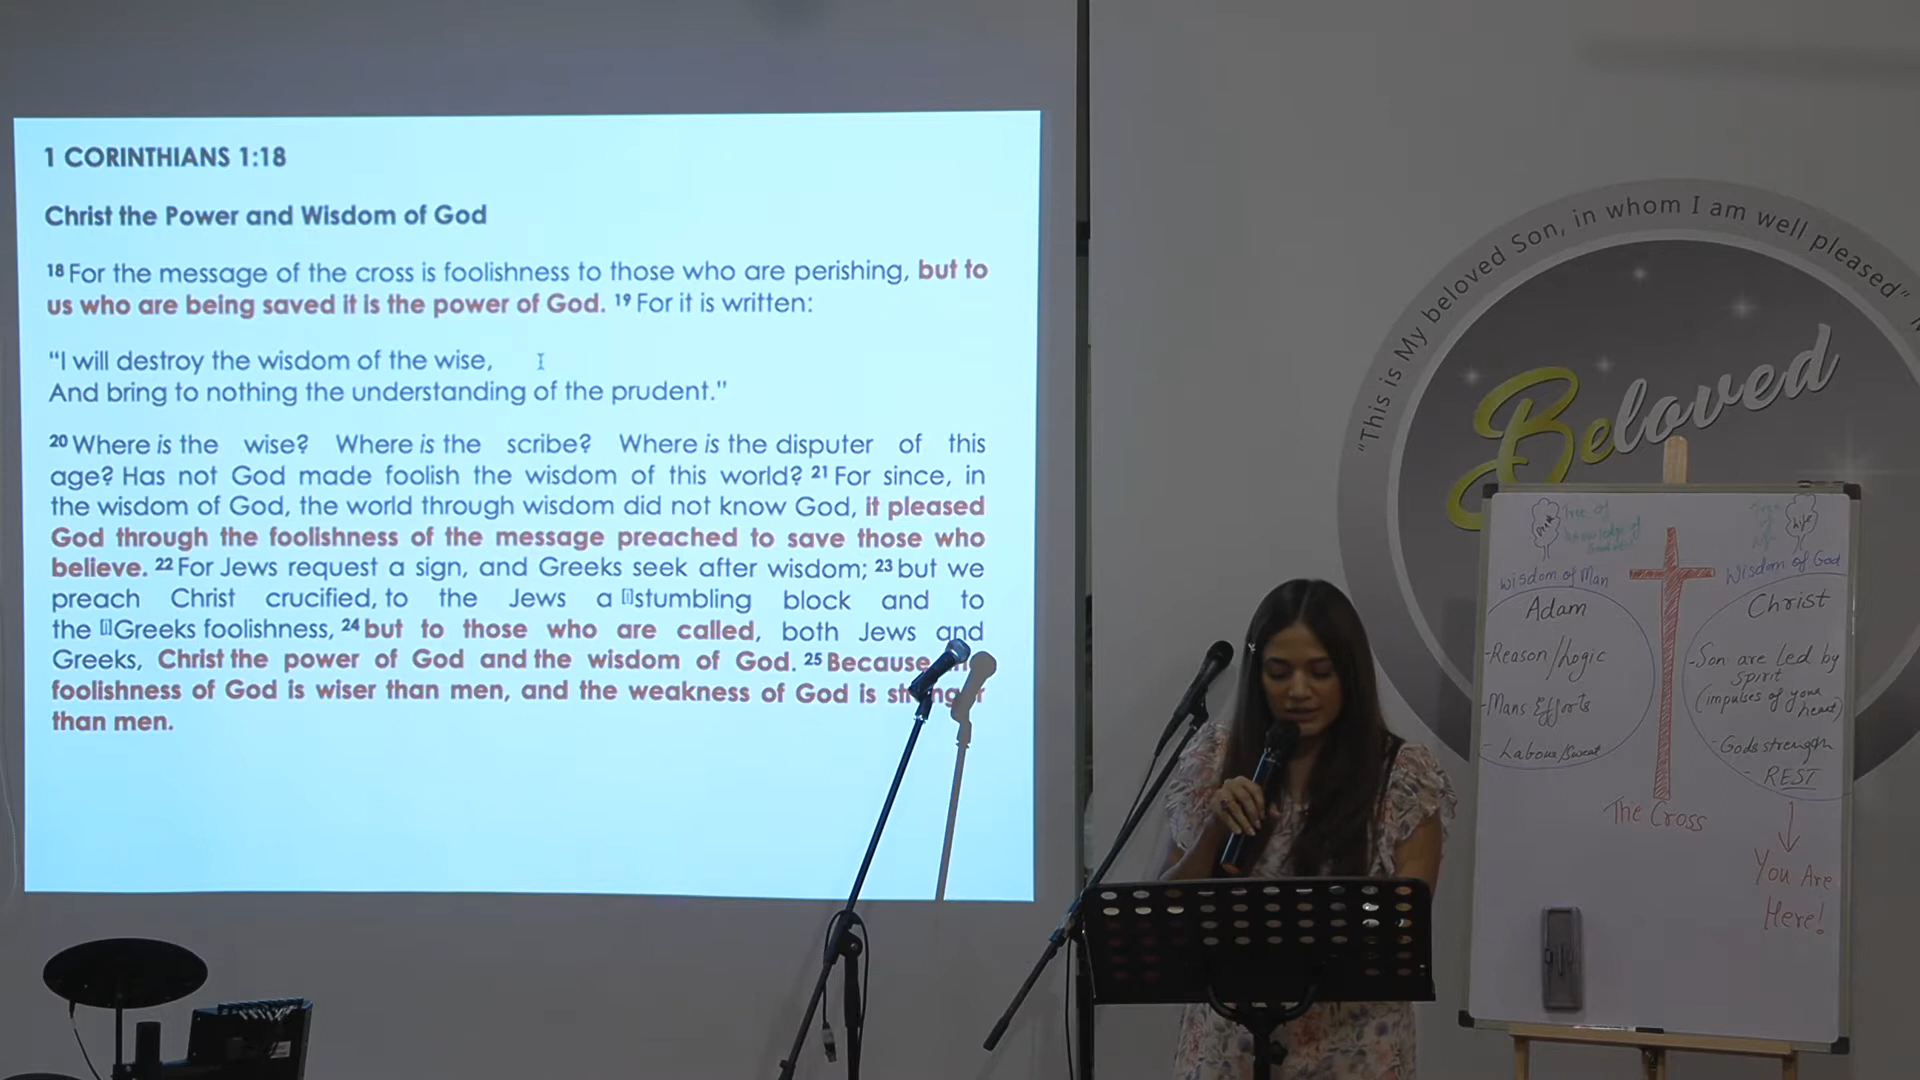 1 CORINTHIANS 1:18
Christ the Power and Wisdom of God
18 For the message of the cross is foolishness to those who are perishing, but to
us who are being saved it is the power of God. 19 For it is written:
“I will destroy the wisdom of the wise,
And bring to nothing the understanding of the prudent."
20 Where is the wise? Where is the scribe? Where is the disputer of this
age? Has not God made foolish the wisdom of this world? 21 For since, in
the wisdom of God, the world through wisdom did not know God, it pleased
God through the foolishness of the message preached to save those who
believe. 22 For Jews request a sign, and Greeks seek after wisdom; 23 but we
preach Christ crucified, to the Jews a [i]stumbling block and to
the [j]Greeks foolishness, 24 but to those who are called, both Jews and
Greeks, Christ the power of God and the wisdom of God. 25 Because
foolishness of God is wiser than men, and the weakness of God is stronger
than men.
"This is My beloved Son, in whom I am well pleased"
Beloved
Tree of
knowledge of
Tree
of
Life
Wisdom of Man
Adam
-Reason/Logic
-Mans Efforts
- Labour/Sweat
Wisdom of God
Christ
-Son are led by
spirit
(impulses of your
heart)
-Gods strength
- REST
The Cross
You Are
Here!